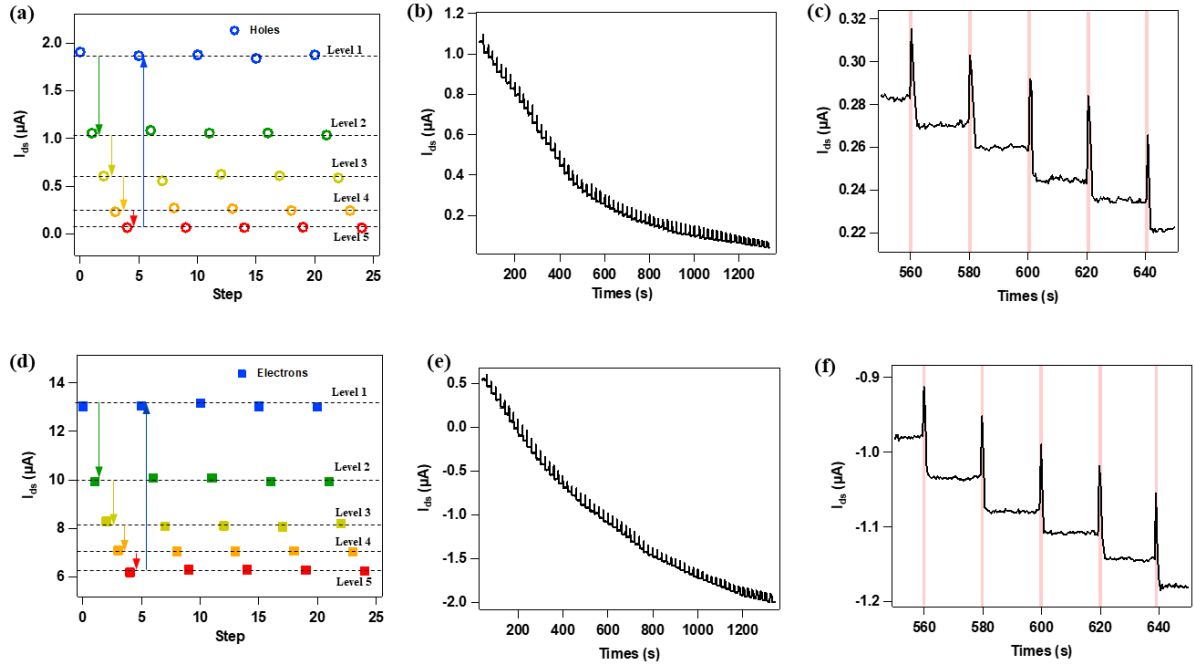 (a)
Holes
Level 1
Level 2
Level 3
Level 4
Level 5
2.0
1.5
1.0
0.5
0.0
Ids (µA)
0 5 10 15 20 25
Step
(b)
1.2
1.0
0.8
0.6
0.4
0.2
Ids (µA)
200 400 600 800 1000 1200
Times (s)
(c)
0.32
0.30
0.28
0.26
0.24
0.22
Ids (µA)
560 580 600 620 640
Times (s)
(d)
Electrons
Level 1
Level 2
Level 3
Level 4
Level 5
14
12
10
8
6
Ids (µA)
0 5 10 15 20 25
Step
(e)
0.5
0.0
-0.5
-1.0
-1.5
-2.0
Ids (µA)
200 400 600 800 1000 1200
Times (s)
(f)
-0.9
-1.0
-1.1
-1.2
Ids (µA)
560 580 600 620 640
Times (s)